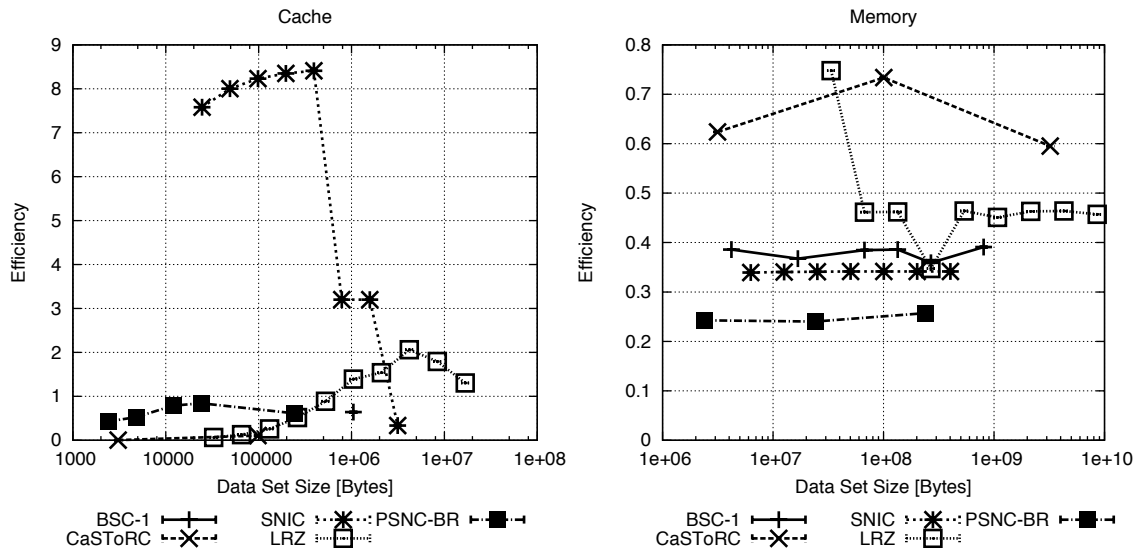 Cache
9
8
7
6
5
4
3
2
1
0
Efficiency
1000 10000 100000 1e+06 1e+07 1e+08
Data Set Size [Bytes]
BSC-1 SNIC PSNC-BR
CaSToRC LRZ
Memory
0.8
0.7
0.6
0.5
0.4
0.3
0.2
0.1
0
Efficiency
1e+06 1e+07 1e+08 1e+09 1e+10
Data Set Size [Bytes]
BSC-1 SNIC PSNC-BR
CaSToRC LRZ